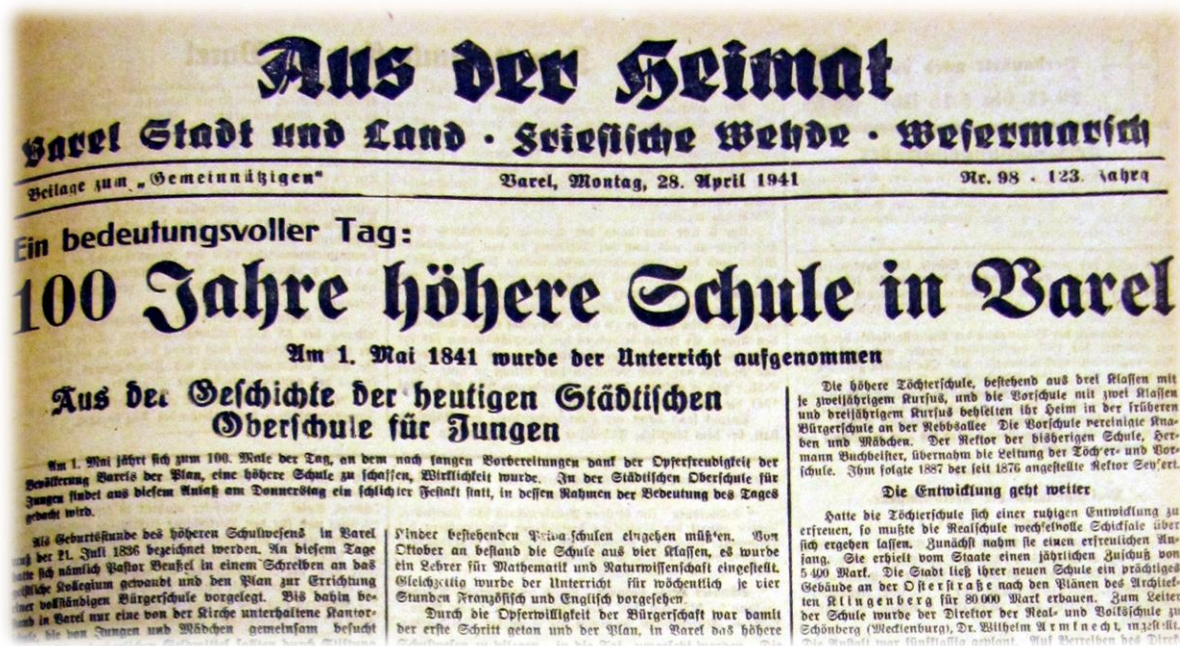 Aus der Heimat
Varel Stadt und Land · Friesische Wehde · Wesermarsch
Beilage zum „Gemeinnützigen“
Varel, Montag, 28. April 1941
Nr. 98 · 123. Jahrg
Ein bedeutungsvoller Tag:
100 Jahre höhere Schule in Varel
Am 1. Mai 1841 wurde der Unterricht aufgenommen
Aus der Geschichte der heutigen Städtischen
Oberschule für Jungen
Am 1. Mai jährt sich zum 100. Male der Tag, an dem nach langen Vorbereitungen dank der Opferfreudigkeit der
Bevölkerung Varels der Plan, eine höhere Schule zu schaffen, Wirklichkeit wurde. In der Städtischen Oberschule für
Jungen findet aus diesem Anlaß am Donnerstag ein schlichter Festakt statt, in dessen Rahmen der Bedeutung des Tages
gedacht wird.
Als Geburtsstunde des höheren Schulwesens in Varel
der 21. Juli 1836 bezeichnet werden. An diesem Tage
sich nämlich Pastor in einem Schreiben an das
Kollegium gewandt und den Plan zur Errichtung
einer vollständigen Bürgerschule vorgelegt. Bis dahin be-
in Varel nur eine von der Kirche unterhaltene Kantor-
die von Jungen und Mädchen gemeinsam besucht
Kinder bestehenden Privatschulen eingehen müßten. Von
Oktober an bestand die Schule aus vier Klassen, es wurde
ein Lehrer für Mathematik und Naturwissenschaft eingestellt.
Gleichzeitig wurde der Unterricht für wöchentlich je vier
Stunden Französisch und Englisch vorgesehen.
Durch die Opferwilligkeit der Bürgerschaft war damit
der erste Schritt getan und der Plan, in Varel das höhere
Die höhere Töchterschule, bestehend aus drei Klassen mit
je zweijährigem Kursus, und die Vorschule mit zwei Klassen
und dreijährigem Kursus behielten ihr Heim in der früheren
Bürgerschule an der Nebbsallee Die Vorschule vereinigte Kna-
ben und Mädchen. Der Rektor der bisherigen Schule, Her-
mann Buchheister, übernahm die Leitung der Töchter- und Vor-
schule. Ihm folgte 1887 der seit 1876 angestellte Rektor Seyfert.
Die Entwicklung geht weiter
Hatte die Töchterschule sich einer ruhigen Entwicklung zu
erfreuen, so mußte die Realschule wechselvolle Schicksale über
sich ergehen lassen. Zunächst nahm sie einen erfreulichen An-
fang. Sie erhielt vom Staate einen jährlichen Zuschuß von
5 400 Mark. Die Stadt ließ ihrer neuen Schule ein prächtiges
Gebäude an der Osterstraße nach den Plänen des Architek-
ten Klingenberg für 80 000 Mark erbauen. Zum Leiter
der Schule wurde der Direktor der Real- und Volksschule zu
Schönberg (Mecklenburg), Dr. Wilhelm Armknecht, eingestellt.
Die Anstalt war fünfklassig geplant. Auf Betreiben des